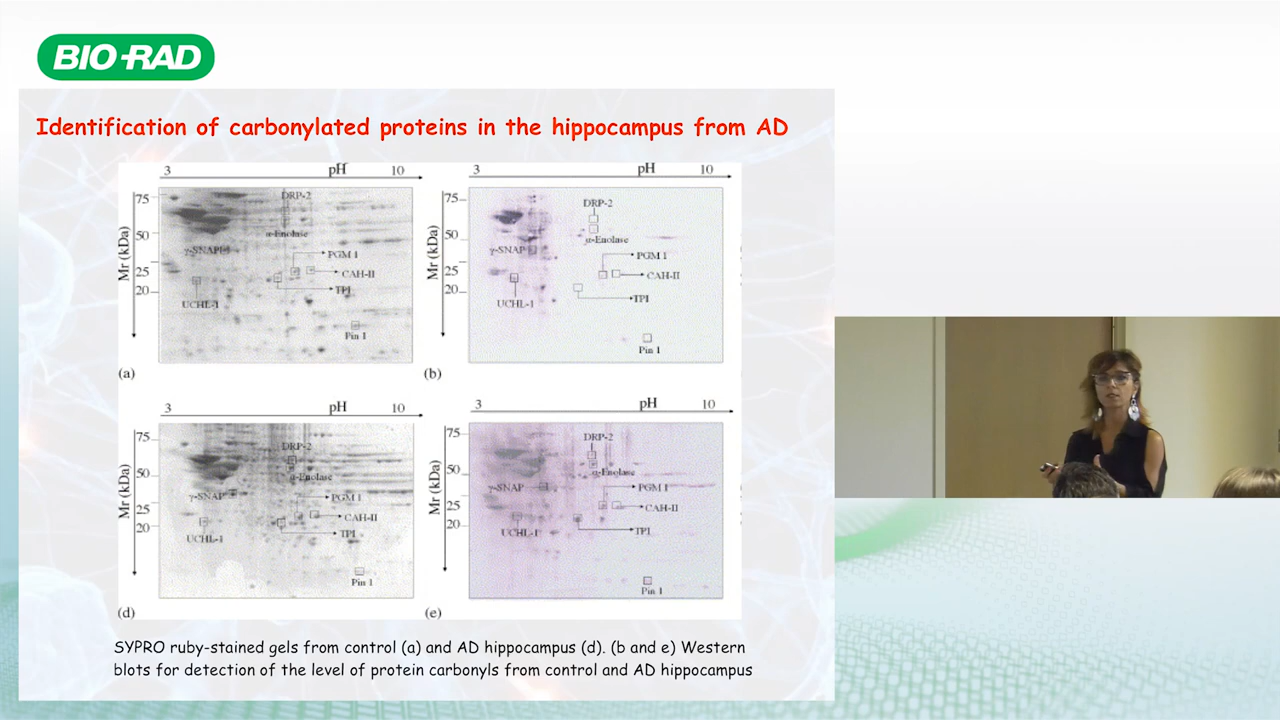 BIO-RAD
Identification of carbonylated proteins in the hippocampus from AD
3 pH 10
Mr (kDa)
75
50
25
20
DRP-2
α-Enolase
γ-SNAP
PGM 1
CAH-II
TPI
UCHL-1
Pin 1
(a)
3 pH 10
Mr (kDa)
75
50
25
20
DRP-2
α-Enolase
γ-SNAP
PGM 1
CAH-II
TPI
UCHL-1
Pin 1
(b)
3 pH 10
Mr (kDa)
75
50
25
20
DRP-2
α-Enolase
γ-SNAP
PGM 1
CAH-II
TPI
UCHL-1
Pin 1
(d)
3 pH 10
Mr (kDa)
75
50
25
20
DRP-2
α-Enolase
γ-SNAP
PGM 1
CAH-II
TPI
UCHL-1
Pin 1
(e)
SYPRO ruby-stained gels from control (a) and AD hippocampus (d). (b and e) Western
blots for detection of the level of protein carbonyls from control and AD hippocampus